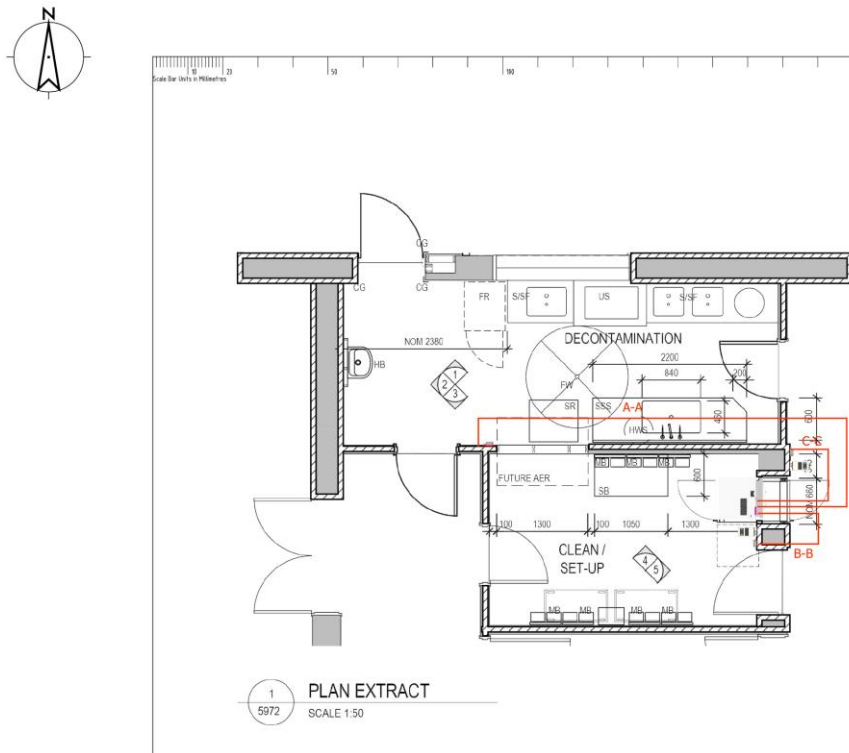 N
10
20
50
100
Scale Bar Units in Millimetres
CG
CG
CG
FR
S/SF
US
S/SF
NOM 2380
DECONTAMINATION
HB
2200
840
200
FW
1
2
3
SR
SES
A-A
450
600
HWS
C-C
FUTURE AER
MB
MB
MB
SB
600
NOM 660
100
1300
100
1050
1300
CLEAN /
SET-UP
4
5
B-B
MB
MB
MB
MB
1
5972
PLAN EXTRACT
SCALE 1:50